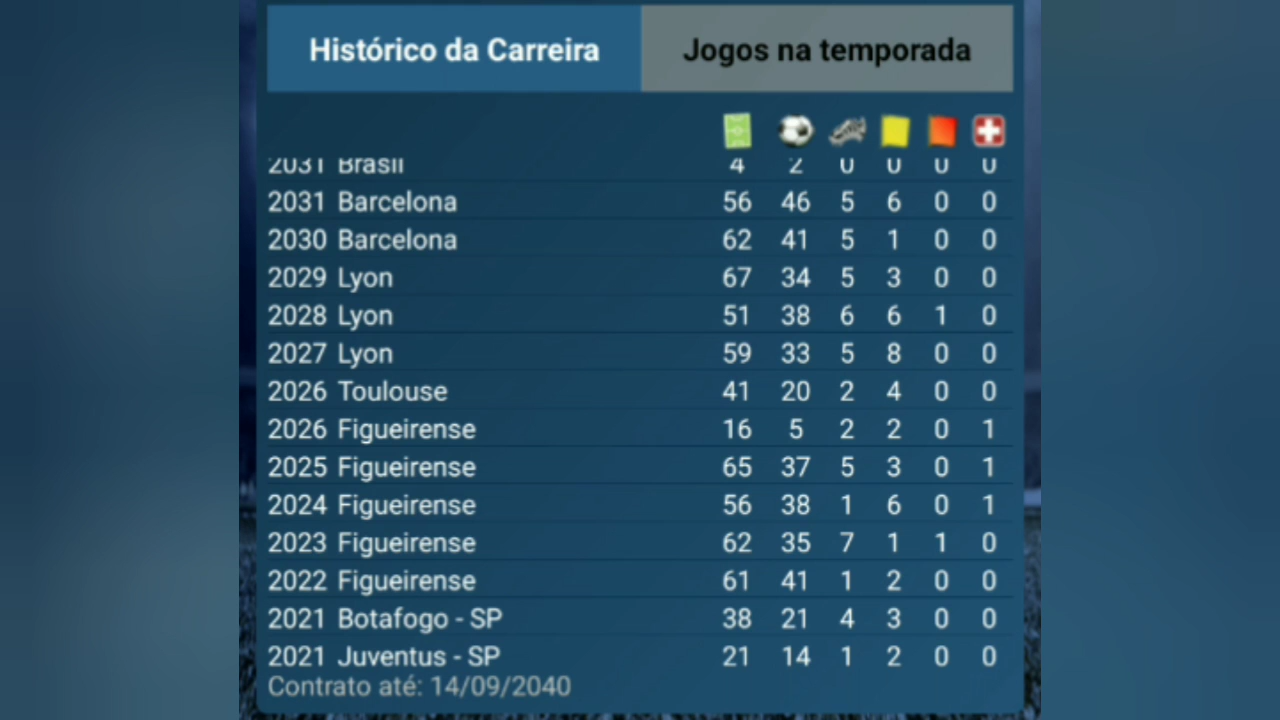 Histórico da Carreira Jogos na temporada
2031 Brasil 4 2 0 0 0 0
2031 Barcelona 56 46 5 6 0 0
2030 Barcelona 62 41 5 1 0 0
2029 Lyon 67 34 5 3 0 0
2028 Lyon 51 38 6 6 1 0
2027 Lyon 59 33 5 8 0 0
2026 Toulouse 41 20 2 4 0 0
2026 Figueirense 16 5 2 2 0 1
2025 Figueirense 65 37 5 3 0 1
2024 Figueirense 56 38 1 6 0 1
2023 Figueirense 62 35 7 1 1 0
2022 Figueirense 61 41 1 2 0 0
2021 Botafogo - SP 38 21 4 3 0 0
2021 Juventus - SP 21 14 1 2 0 0
Contrato até: 14/09/2040